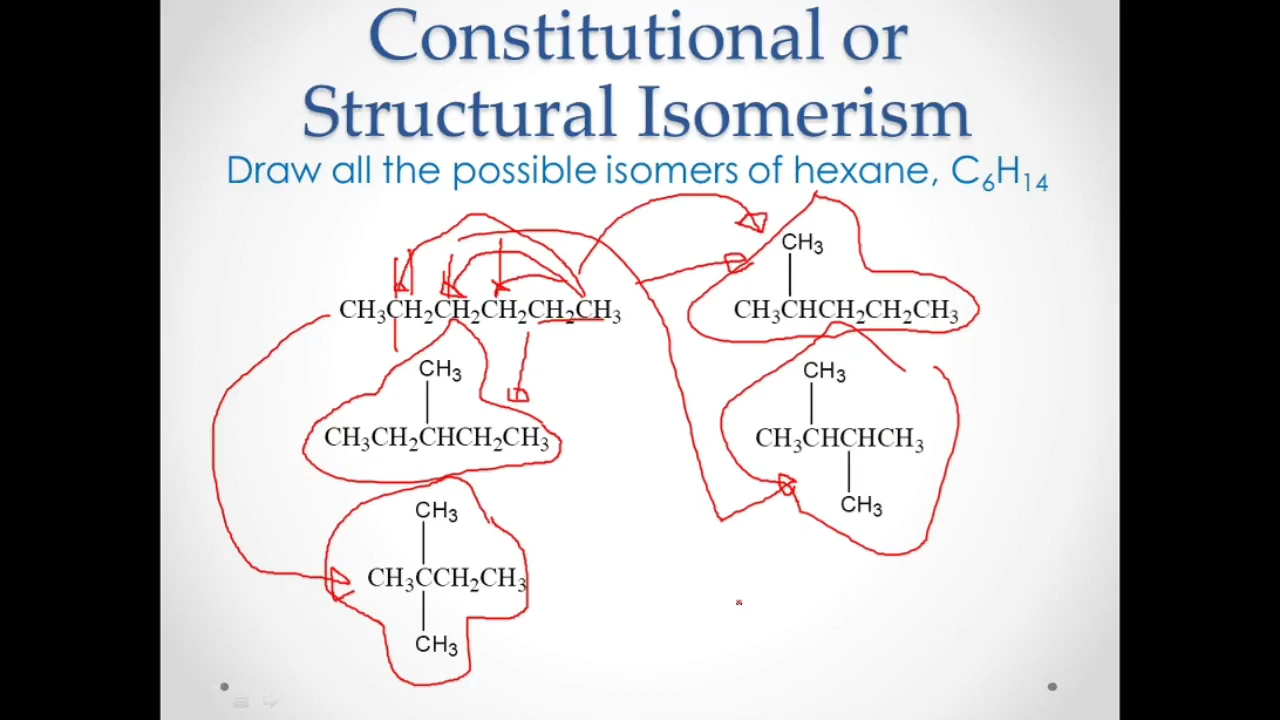 Constitutional or
Structural Isomerism
Draw all the possible isomers of hexane, C₆H₁₄
CH₃
CH₃CH₂CH₂CH₂CH₂CH₃
CH₃CHCH₂CH₂CH₃
CH₃
CH₃CH₂CHCH₂CH₃
CH₃
CH₃CHCHCH₃
CH₃
CH₃
CH₃CCH₂CH₃
CH₃